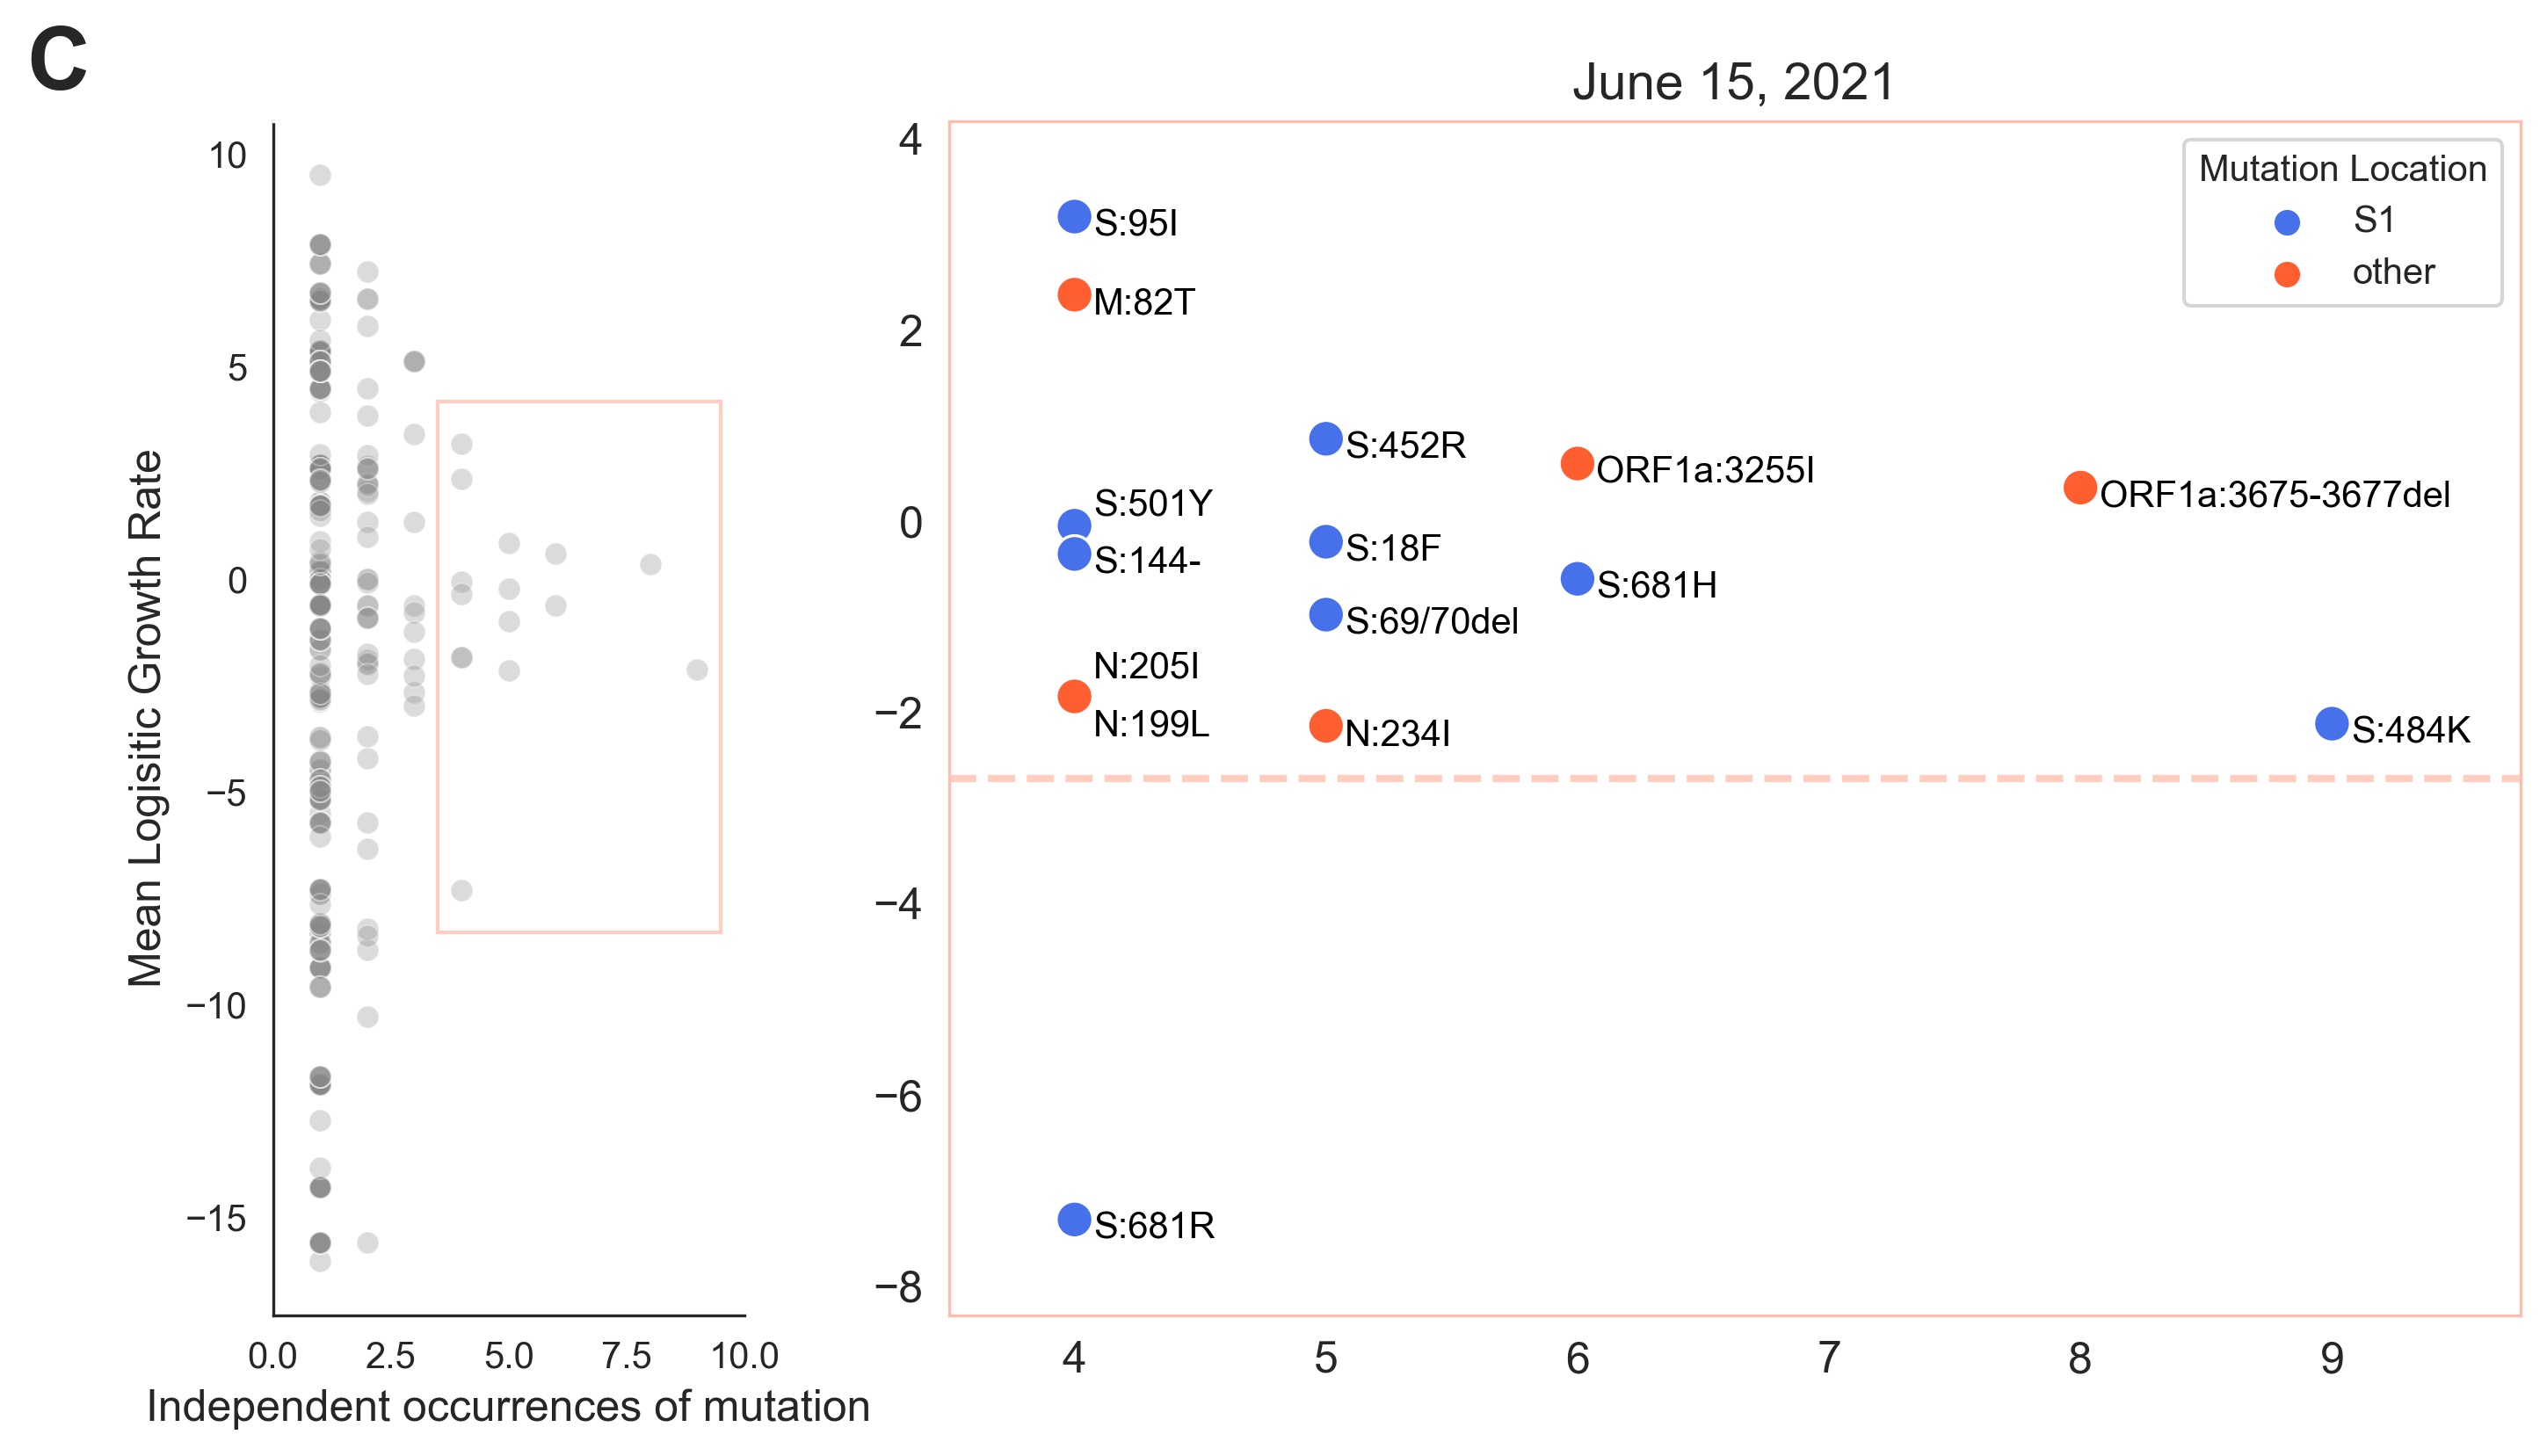 C
June 15, 2021
Mean Logisitic Growth Rate
10
5
0
−5
−10
−15
0.0 2.5 5.0 7.5 10.0
Independent occurrences of mutation
4
2
0
−2
−4
−6
−8
4 5 6 7 8 9
Mutation Location
S1
other
S:95I
M:82T
S:452R
ORF1a:3255I
ORF1a:3675-3677del
S:501Y
S:144-
S:18F
S:681H
S:69/70del
N:205I
N:199L
N:234I
S:484K
S:681R